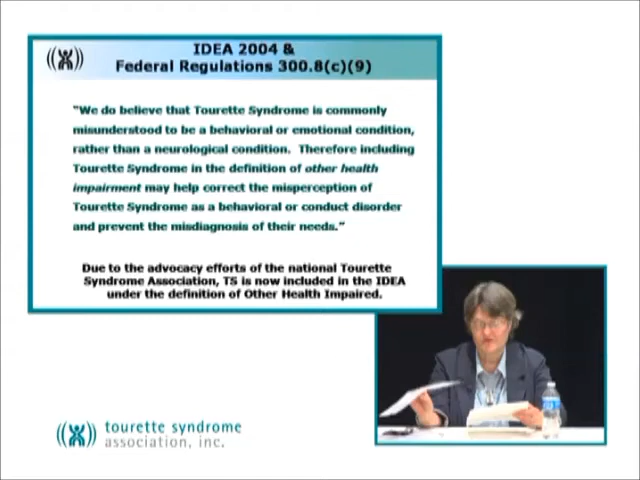 IDEA 2004 &
Federal Regulations 300.8(c)(9)
"We do believe that Tourette Syndrome is commonly
misunderstood to be a behavioral or emotional condition,
rather than a neurological condition. Therefore including
Tourette Syndrome in the definition of other health
impairment may help correct the misperception of
Tourette Syndrome as a behavioral or conduct disorder
and prevent the misdiagnosis of their needs."
Due to the advocacy efforts of the national Tourette
Syndrome Association, TS is now included in the IDEA
under the definition of Other Health Impaired.
tourette syndrome
association, inc.